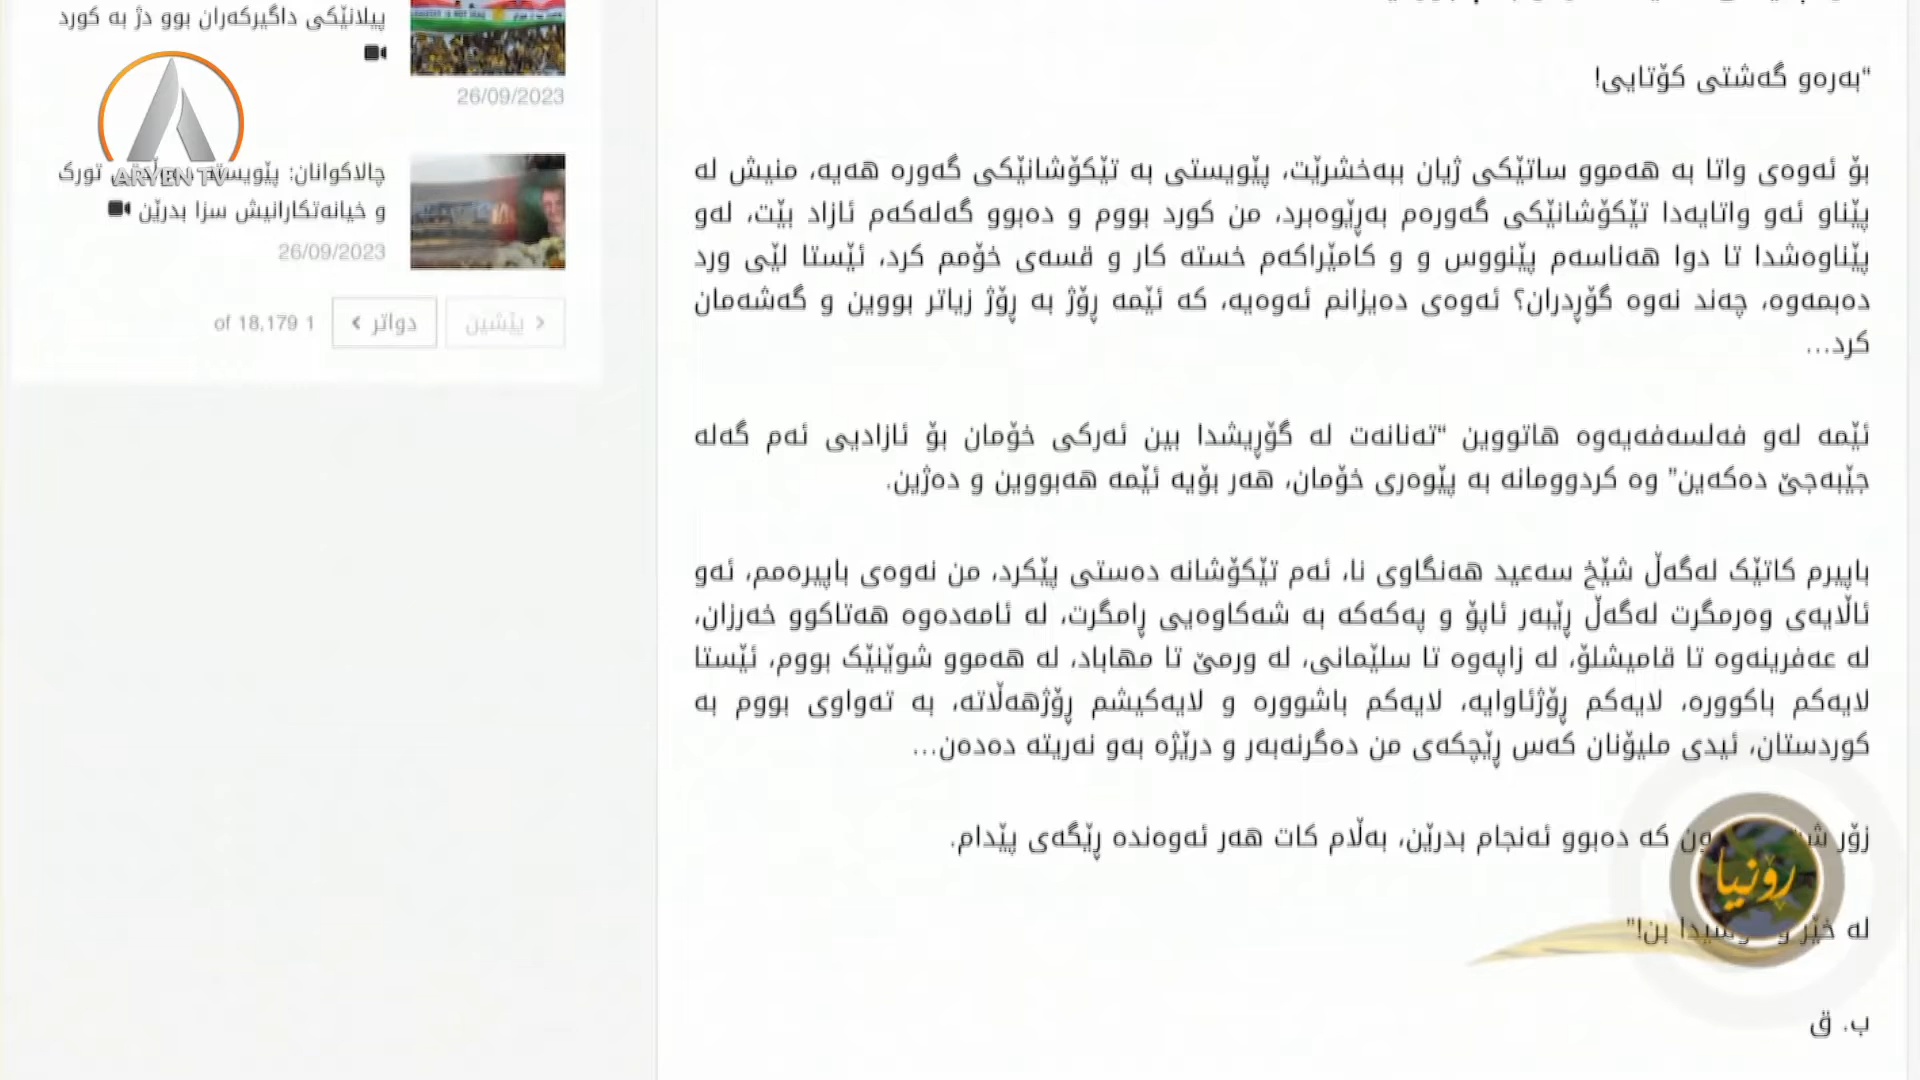 پیلانێکی داگیرکەران بوو دژ بە کورد
26/09/2023
ARYEN TV
چالاکوانان: پێویستە تورک
و خیانەتکارانیش سزا بدرێن
26/09/2023
پێشین دواتر 1 of 18,179
"بەرەو گەشتی کۆتایی!
بۆ ئەوەی واتا بە هەموو ساتێکی ژیان ببەخشرێت، پێویستی بە تێکۆشانێکی گەورە هەیە، منیش لە
پێناو ئەو واتایەدا تێکۆشانێکی گەورەم بەڕێوەبرد، من کورد بووم و دەبوو گەلەکەم ئازاد بێت، لەو
پێناوەشدا تا دوا هەناسەم پێنووس و و کامێراکەم خستە کار و قسەی خۆمم کرد، ئێستا لێی ورد
دەبمەوە، چەند نەوە گۆڕدران؟ ئەوەی دەیزانم ئەوەیە، کە ئێمە ڕۆژ بە ڕۆژ زیاتر بووین و گەشەمان
کرد...
ئێمە لەو فەلسەفەیەوە هاتووین "تەنانەت لە گۆڕیشدا بین ئەرکی خۆمان بۆ ئازادیی ئەم گەلە
جێبەجێ دەکەین" وە کردوومانە بە پێوەری خۆمان، هەر بۆیە ئێمە هەبووین و دەژین.
باپیرم کاتێک لەگەڵ شێخ سەعید هەنگاوی نا، ئەم تێکۆشانە دەستی پێکرد، من نەوەی باپیرەمم، ئەو
ئاڵایەی وەرمگرت لەگەڵ ڕێبەر ئاپۆ و پەکەکە بە شەکاوەیی ڕامگرت، لە ئامەدەوە هەتاکوو خەرزان،
لە عەفرینەوە تا قامیشلۆ، لە زاپەوە تا سلێمانی، لە ورمێ تا مهاباد، لە هەموو شوێنێک بووم، ئێستا
لایەکم باکوورە، لایەکم ڕۆژئاوایە، لایەکم باشوورە و لایەکیشم ڕۆژهەڵاتە، بە تەواوی بووم بە
کوردستان، ئیدی ملیۆنان کەس ڕێچکەی من دەگرنەبەر و درێژە بەو نەریتە دەدەن...
زۆر کە دەبوو ئەنجام بدرێن، بەڵام کات هەر ئەوەندە ڕێگەی پێدام.
ڕۆنیا
لە خێر و بن!"
ب. ق